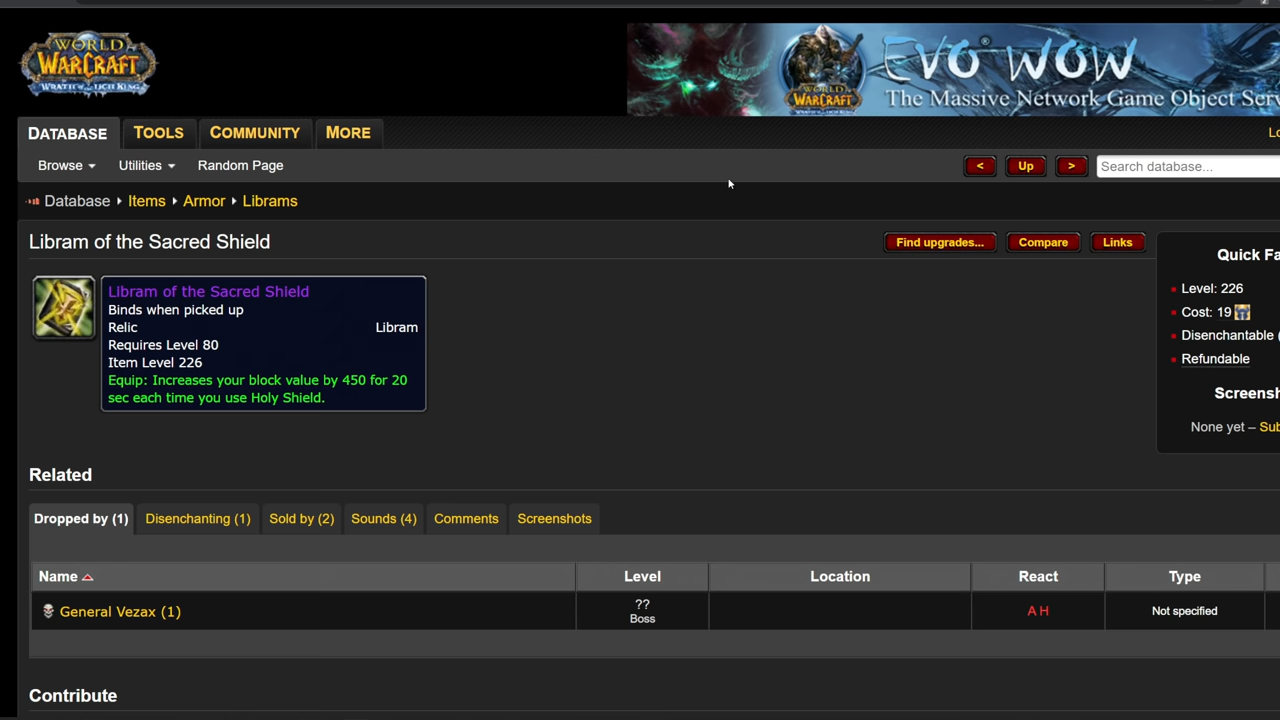 WORLD
WARCRAFT
WRATH OF THE LICH KING
WORLD
WARCRAFT
EVO WOW
The Massive Network Game Object Serv
DATABASE TOOLS COMMUNITY MORE
Lo
Browse Utilities Random Page
< Up > Search database...
Database Items Armor Librams
Libram of the Sacred Shield
Find upgrades... Compare Links
Quick Fa
Libram of the Sacred Shield
Binds when picked up
Relic Libram
Requires Level 80
Item Level 226
Equip: Increases your block value by 450 for 20
sec each time you use Holy Shield.
Level: 226
Cost: 19
Disenchantable (
Refundable
Screensh
None yet – Sub
Related
Dropped by (1) Disenchanting (1) Sold by (2) Sounds (4) Comments Screenshots
Name Level Location React Type
General Vezax (1) ?? A H Not specified
Boss
Contribute